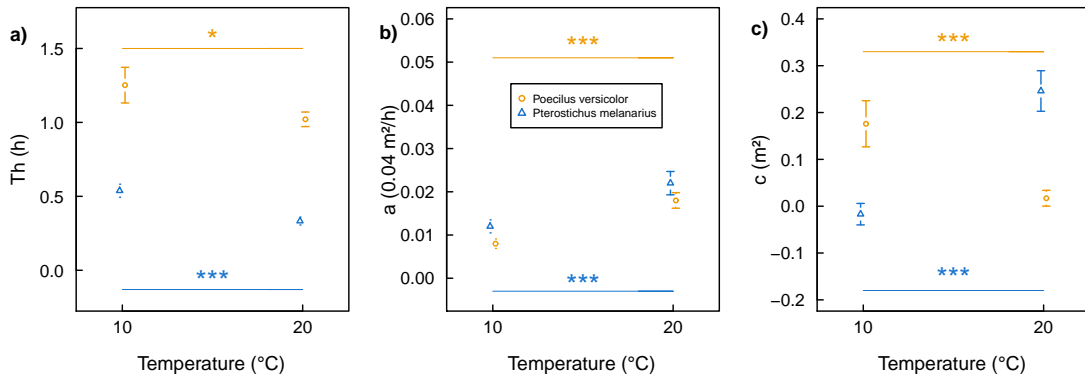 a)
*
1.5
1.0
0.5
0.0
Th (h)
***
10
20
Temperature (°C)
b)
***
0.06
0.05
0.04
0.03
0.02
0.01
0.00
a (0.04 m²/h)
Poecilus versicolor
Pterostichus melanarius
***
10
20
Temperature (°C)
c)
***
0.4
0.3
0.2
0.1
0.0
−0.1
−0.2
c (m²)
***
10
20
Temperature (°C)